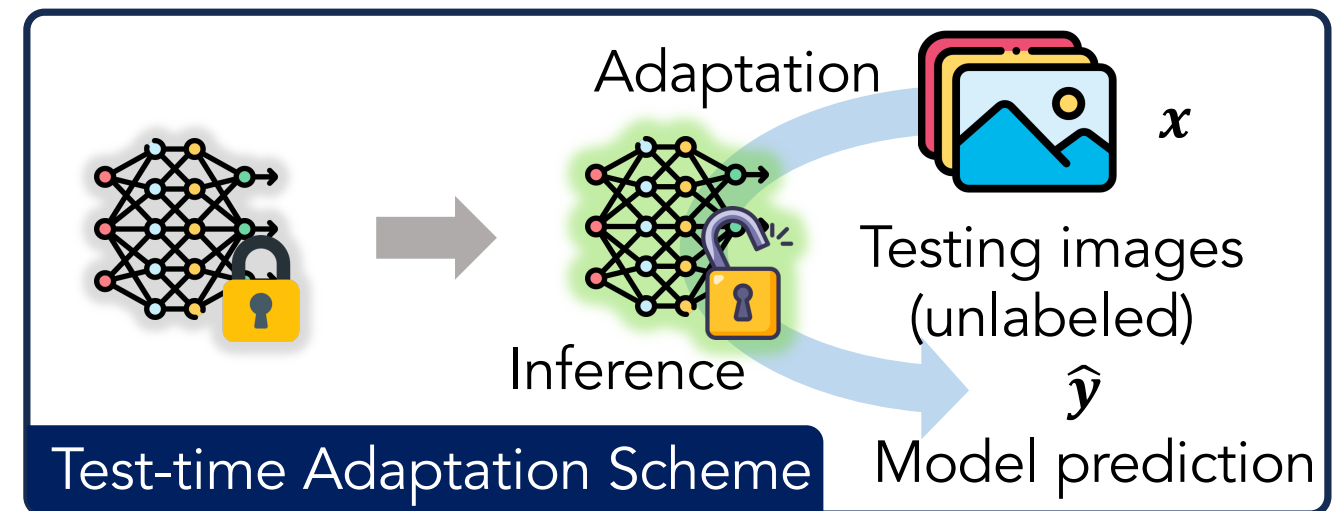 Adaptation
x
Testing images
(unlabeled)
Inference
ŷ
Model prediction
Test-time Adaptation Scheme